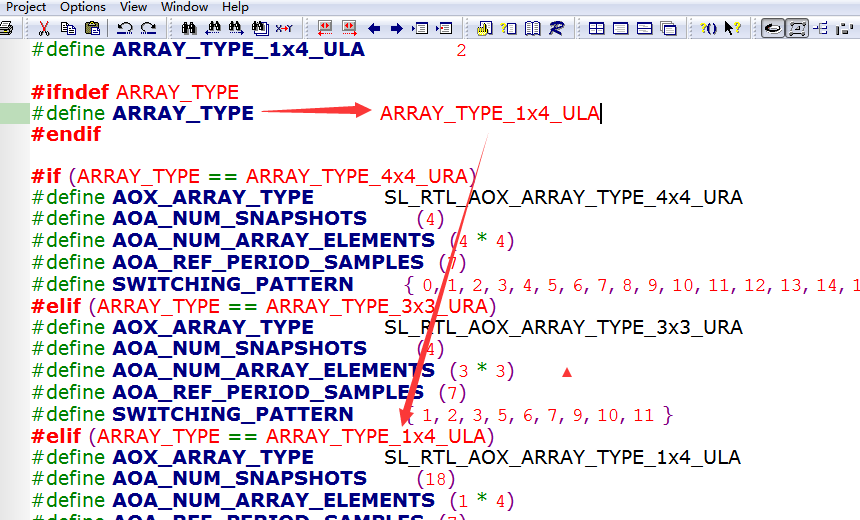 Project Options View Window Help
#define ARRAY_TYPE_1x4_ULA 2
#ifndef ARRAY_TYPE
#define ARRAY_TYPE ARRAY_TYPE_1x4_ULA
#endif
#if (ARRAY_TYPE == ARRAY_TYPE_4x4_URA)
#define AOX_ARRAY_TYPE SL_RTL_AOX_ARRAY_TYPE_4x4_URA
#define AOA_NUM_SNAPSHOTS (4)
#define AOA_NUM_ARRAY_ELEMENTS (4 * 4)
#define AOA_REF_PERIOD_SAMPLES (7)
#define SWITCHING_PATTERN { 0, 1, 2, 3, 4, 5, 6, 7, 8, 9, 10, 11, 12, 13, 14, 1
#elif (ARRAY_TYPE == ARRAY_TYPE_3x3_URA)
#define AOX_ARRAY_TYPE SL_RTL_AOX_ARRAY_TYPE_3x3_URA
#define AOA_NUM_SNAPSHOTS (4)
#define AOA_NUM_ARRAY_ELEMENTS (3 * 3)
#define AOA_REF_PERIOD_SAMPLES (7)
#define SWITCHING_PATTERN { 1, 2, 3, 5, 6, 7, 9, 10, 11 }
#elif (ARRAY_TYPE == ARRAY_TYPE_1x4_ULA)
#define AOX_ARRAY_TYPE SL_RTL_AOX_ARRAY_TYPE_1x4_ULA
#define AOA_NUM_SNAPSHOTS (18)
#define AOA_NUM_ARRAY_ELEMENTS (1 * 4)
#define AOA_REF_PERIOD_SAMPLES (7)